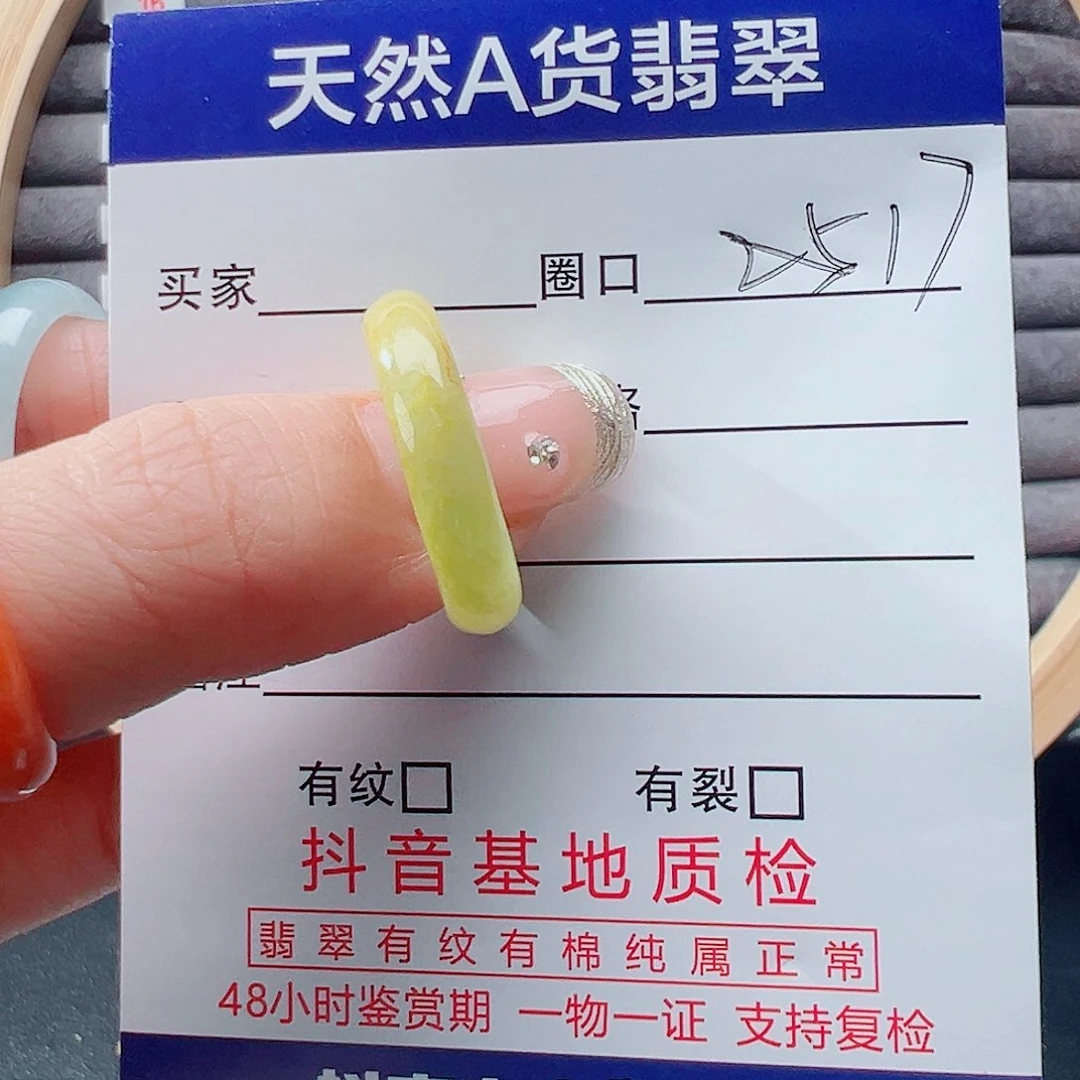 天然A货翡翠
买家 圈口 2517
有纹□ 有裂□
抖音基地质检
翡翠有纹有棉纯属正常
48小时鉴赏期 一物一证 支持复检